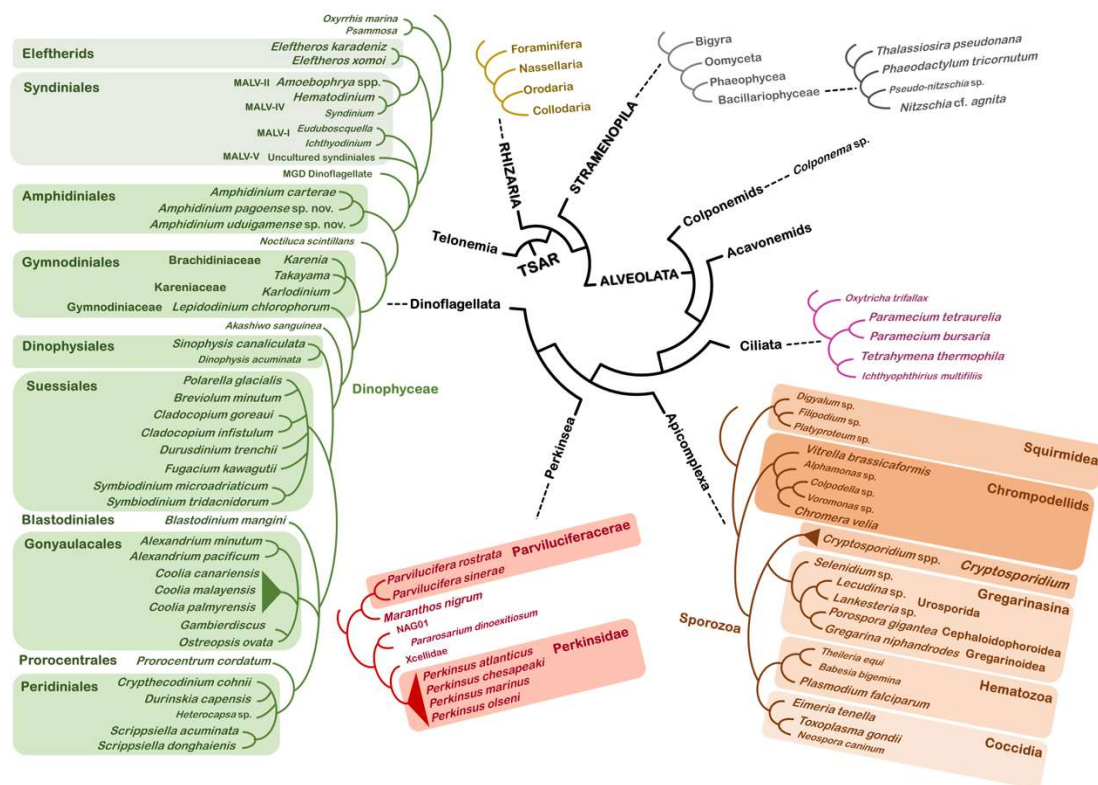 Oxyrrhis marina
Psammosa
Eleftherids
Eleftheros karadeniz
Eleftheros xomoi
Syndiniales
MALV-II Amoebophrya spp.
Hematodinium
MALV-IV
Syndinium
Euduboscquella
MALV-I
Ichthyodinium
MALV-V Uncultured syndiniales
MGD Dinoflagellate
Amphidiniales
Amphidinium carterae
Amphidinium pagoense sp. nov.
Amphidinium uduigamense sp. nov.
Noctiluca scintillans
Gymnodiniales
Brachidiniaceae Karenia
Takayama
Kareniaceae
Karlodinium
Gymnodiniaceae Lepidodinium chlorophorum
Akashiwo sanguinea
Dinophysiales
Sinophysis canaliculata
Dinophysis acuminata
Dinophyceae
Suessiales
Polarella glacialis
Breviolum minutum
Cladocopium goreaui
Cladocopium infistulum
Durusdinium trenchii
Fugacium kawagutii
Symbiodinium microadriaticum
Symbiodinium tridacnidorum
Blastodiniales Blastodinium mangini
Gonyaulacales
Alexandrium minutum
Alexandrium pacificum
Coolia canariensis
Coolia malayensis
Coolia palmyrensis
Gambierdiscus
Ostreopsis ovata
Prorocentrales Prorocentrum cordatum
Peridiniales
Crypthecodinium cohnii
Durinskia capensis
Heterocapsa sp.
Scrippsiella acuminata
Scrippsiella donghaienis
Foraminifera
Nassellaria
Orodaria
Collodaria
RHIZARIA
Bigyra
Oomyceta
Phaeophycea
Bacillariophyceae
STRAMENOPILA
Thalassiosira pseudonana
Phaeodactylum tricornutum
Pseudo-nitzschia sp.
Nitzschia cf. agnita
Telonemia
TSAR
ALVEOLATA
Colponemids
Colponema sp.
Acavonemids
Dinoflagellata
Ciliata
Oxytricha trifallax
Paramecium tetraurelia
Paramecium bursaria
Tetrahymena thermophila
Ichthyophthirius multifiliis
Perkinsea
Apicomplexa
Parvilucifera rostrata
Parviluciferacerae
Parvilucifera sinerae
Maranthos nigrum
NAG01
Pararosarium dinoexitiosum
Xcellidae
Perkinsidae
Perkinsus atlanticus
Perkinsus chesapeaki
Perkinsus marinus
Perkinsus olseni
Digyalum sp.
Filipodium sp.
Platyproteum sp.
Squirmidea
Vitrella brassicaformis
Alphamonas sp.
Colpodella sp.
Voromonas sp.
Chromera velia
Chrompodellids
Cryptosporidium spp.
Cryptosporidium
Sporozoa
Selenidium sp.
Gregarinasina
Lecudina sp.
Lankesteria sp.
Urosporida
Porospora gigantea
Cephaloidophoroidea
Gregarina niphandrodes
Gregarinoidea
Theileria equi
Babesia bigemina
Plasmodium falciparum
Hematozoa
Eimeria tenella
Toxoplasma gondii
Neospora caninum
Coccidia